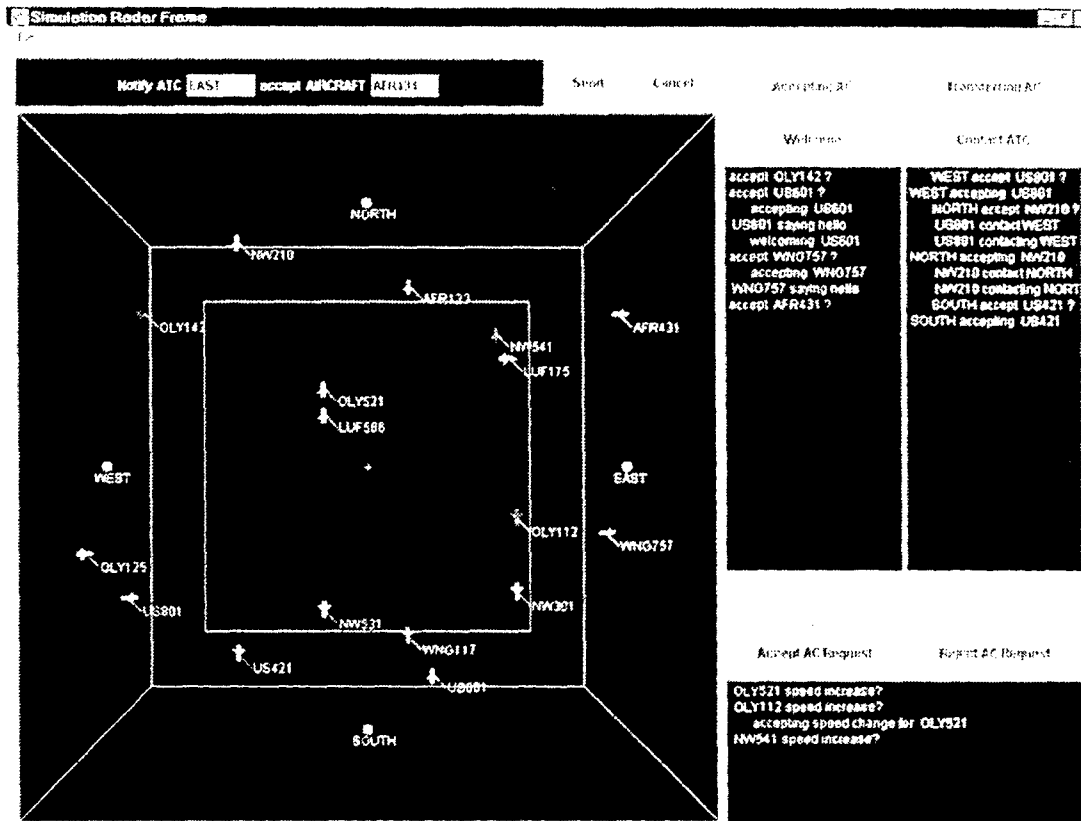 Simulation Radar Frame
Notify ATC EAST accept AIRCRAFT AFR431
Send Cancel Accepting AC Transferring AC
Welcome Contact ATC
accept OLY142 ?
accept US601 ?
accepting US601
US601 saying hello
welcoming US601
accept WNG757 ?
accepting WNG757
WNG757 saying hello
accept AFR431 ?
WEST accept US801 ?
WEST accepting US801
NORTH accept NW210 ?
US801 contact WEST
US801 contacting WEST
NORTH accepting NW210
NW210 contact NORTH
NW210 contacting NORT
SOUTH accept US421 ?
SOUTH accepting US421
NORTH
NW210
AFR123
OLY142
AFR431
NW541
LUF175
OLY521
LUF586
WEST
EAST
OLY112
WNG757
OLY125
US801
NW301
NW531
WNG117
US421
US601
SOUTH
Accept AC Request Reject AC Request
OLY521 speed increase?
OLY112 speed increase?
accepting speed change for OLY521
NW541 speed increase?